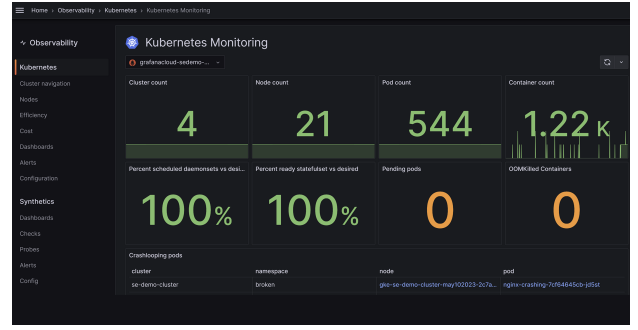 Home › Observability › Kubernetes › Kubernetes Monitoring
Observability
Kubernetes
Cluster navigation
Nodes
Efficiency
Cost
Dashboards
Alerts
Configuration
Synthetics
Dashboards
Checks
Probes
Alerts
Config
Kubernetes Monitoring
grafanacloud-sedemo-...
Cluster count
Node count
Pod count
Container count
4
21
544
1.22 K
Percent scheduled daemonsets vs desi...
Percent ready statefulset vs desired
Pending pods
OOMKilled Containers
100%
100%
0
0
Crashlooping pods
cluster namespace node pod
se-demo-cluster broken gke-se-demo-cluster-may102023-2c7a... nginx-crashing-7cf64645cb-jd5st